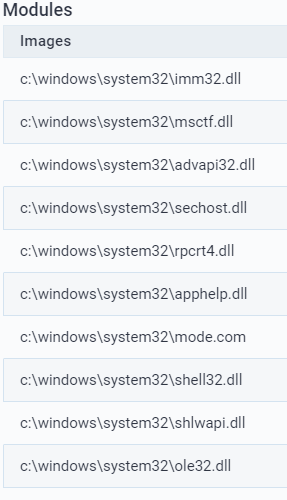 Modules
Images
c:\windows\system32\imm32.dll
c:\windows\system32\msctf.dll
c:\windows\system32\advapi32.dll
c:\windows\system32\sechost.dll
c:\windows\system32\rpcrt4.dll
c:\windows\system32\apphelp.dll
c:\windows\system32\mode.com
c:\windows\system32\shell32.dll
c:\windows\system32\shlwapi.dll
c:\windows\system32\ole32.dll